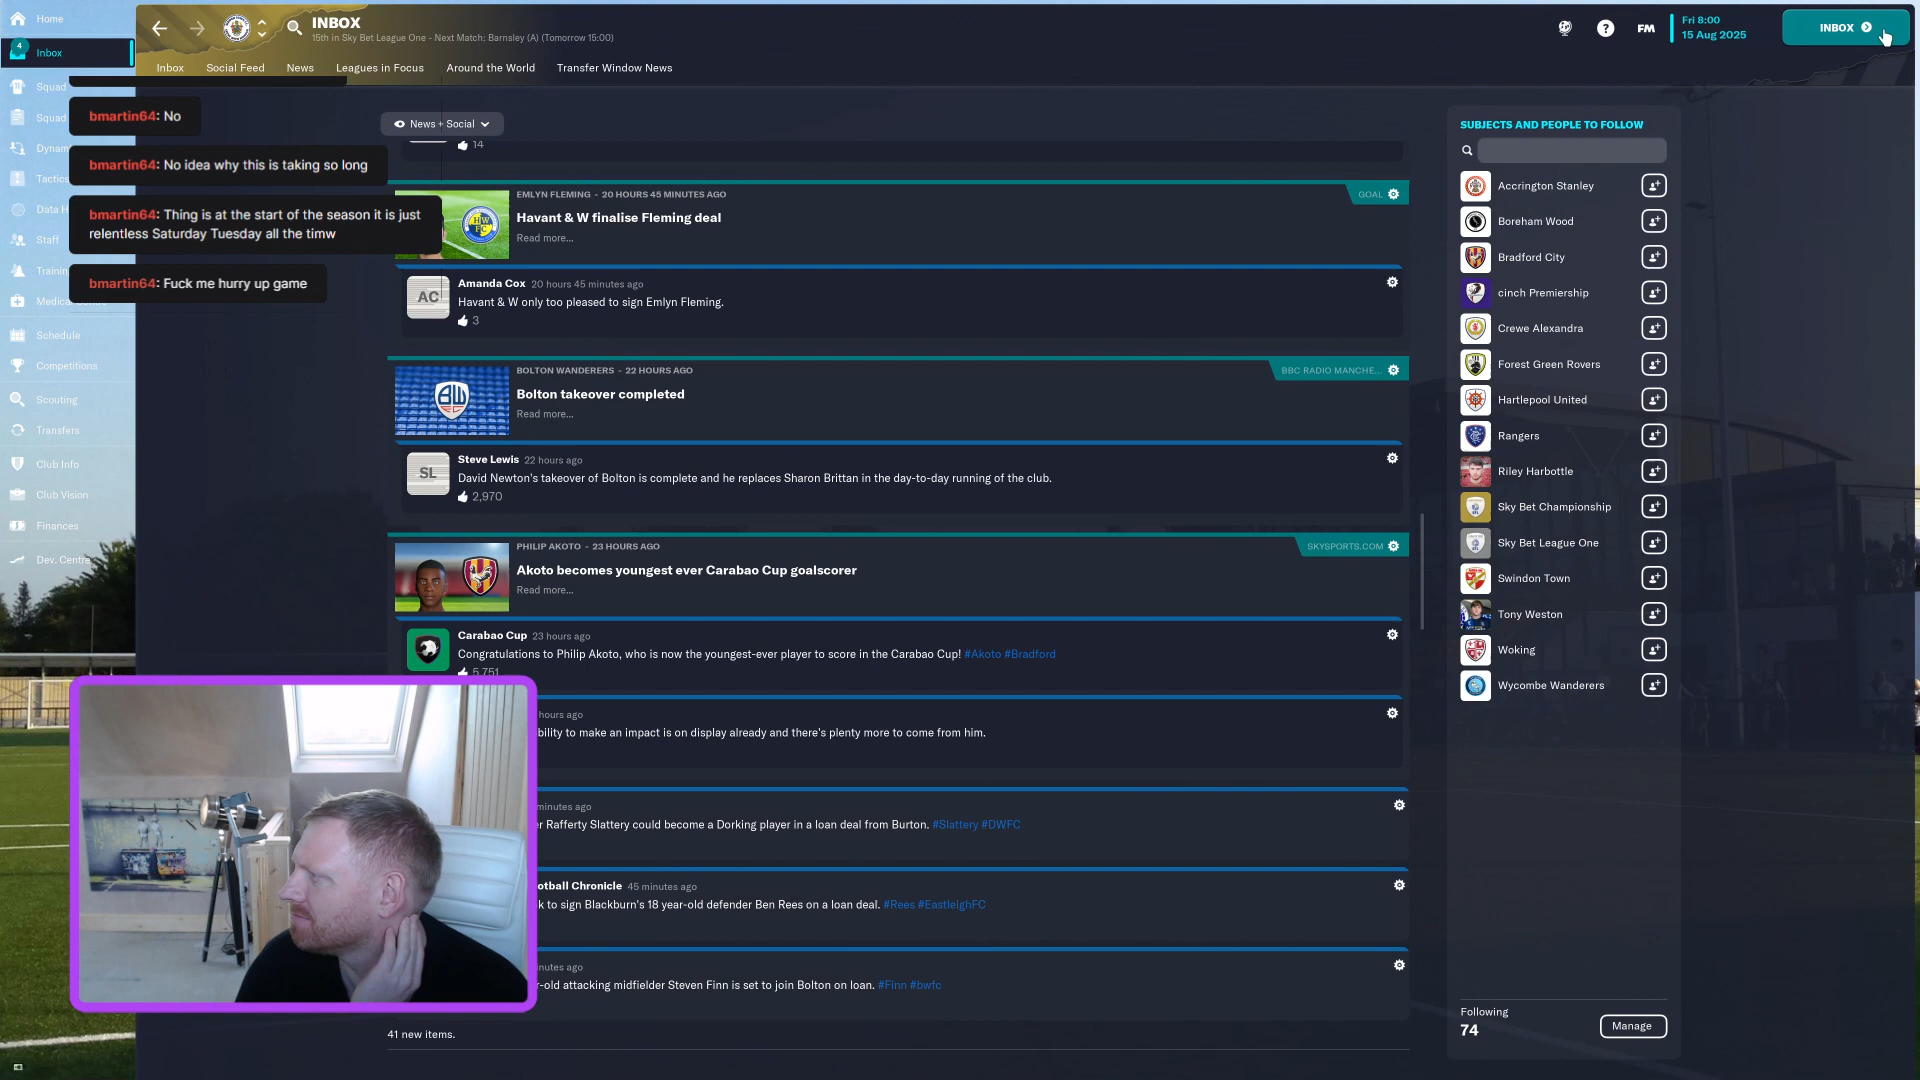 Home
4
Inbox
Squad
Squad
Dynam
Tactics
Data H
Staff
Trainin
Medical Centre
Schedule
Competitions
Scouting
Transfers
Club Info
Club Vision
Finances
Dev. Centre
INBOX
15th in Sky Bet League One - Next Match: Barnsley (A) (Tomorrow 15:00)
Inbox Social Feed News Leagues in Focus Around the World Transfer Window News
? FM
Fri 8:00
15 Aug 2025
INBOX
bmartin64: No
bmartin64: No idea why this is taking so long
bmartin64: Thing is at the start of the season it is just
relentless Saturday Tuesday all the timw
bmartin64: Fuck me hurry up game
News + Social
14
EMLYN FLEMING - 20 HOURS 45 MINUTES AGO
GOAL
Havant & W finalise Fleming deal
Read more...
AC
Amanda Cox 20 hours 45 minutes ago
Havant & W only too pleased to sign Emlyn Fleming.
3
BOLTON WANDERERS - 22 HOURS AGO
BBC RADIO MANCHE...
Bolton takeover completed
Read more...
SL
Steve Lewis 22 hours ago
David Newton's takeover of Bolton is complete and he replaces Sharon Brittan in the day-to-day running of the club.
2,970
PHILIP AKOTO - 23 HOURS AGO
SKYSPORTS.COM
Akoto becomes youngest ever Carabao Cup goalscorer
Read more...
Carabao Cup 23 hours ago
Congratulations to Philip Akoto, who is now the youngest-ever player to score in the Carabao Cup! #Akoto #Bradford
5,751
hours ago
bility to make an impact is on display already and there's plenty more to come from him.
minutes ago
er Rafferty Slattery could become a Dorking player in a loan deal from Burton. #Slattery #DWFC
ootball Chronicle 45 minutes ago
k to sign Blackburn's 18 year-old defender Ben Rees on a loan deal. #Rees #EastleighFC
inutes ago
-old attacking midfielder Steven Finn is set to join Bolton on loan. #Finn #bwfc
41 new items.
SUBJECTS AND PEOPLE TO FOLLOW
Accrington Stanley
Boreham Wood
Bradford City
cinch Premiership
Crewe Alexandra
Forest Green Rovers
Hartlepool United
Rangers
Riley Harbottle
Sky Bet Championship
Sky Bet League One
Swindon Town
Tony Weston
Woking
Wycombe Wanderers
Following
74
Manage